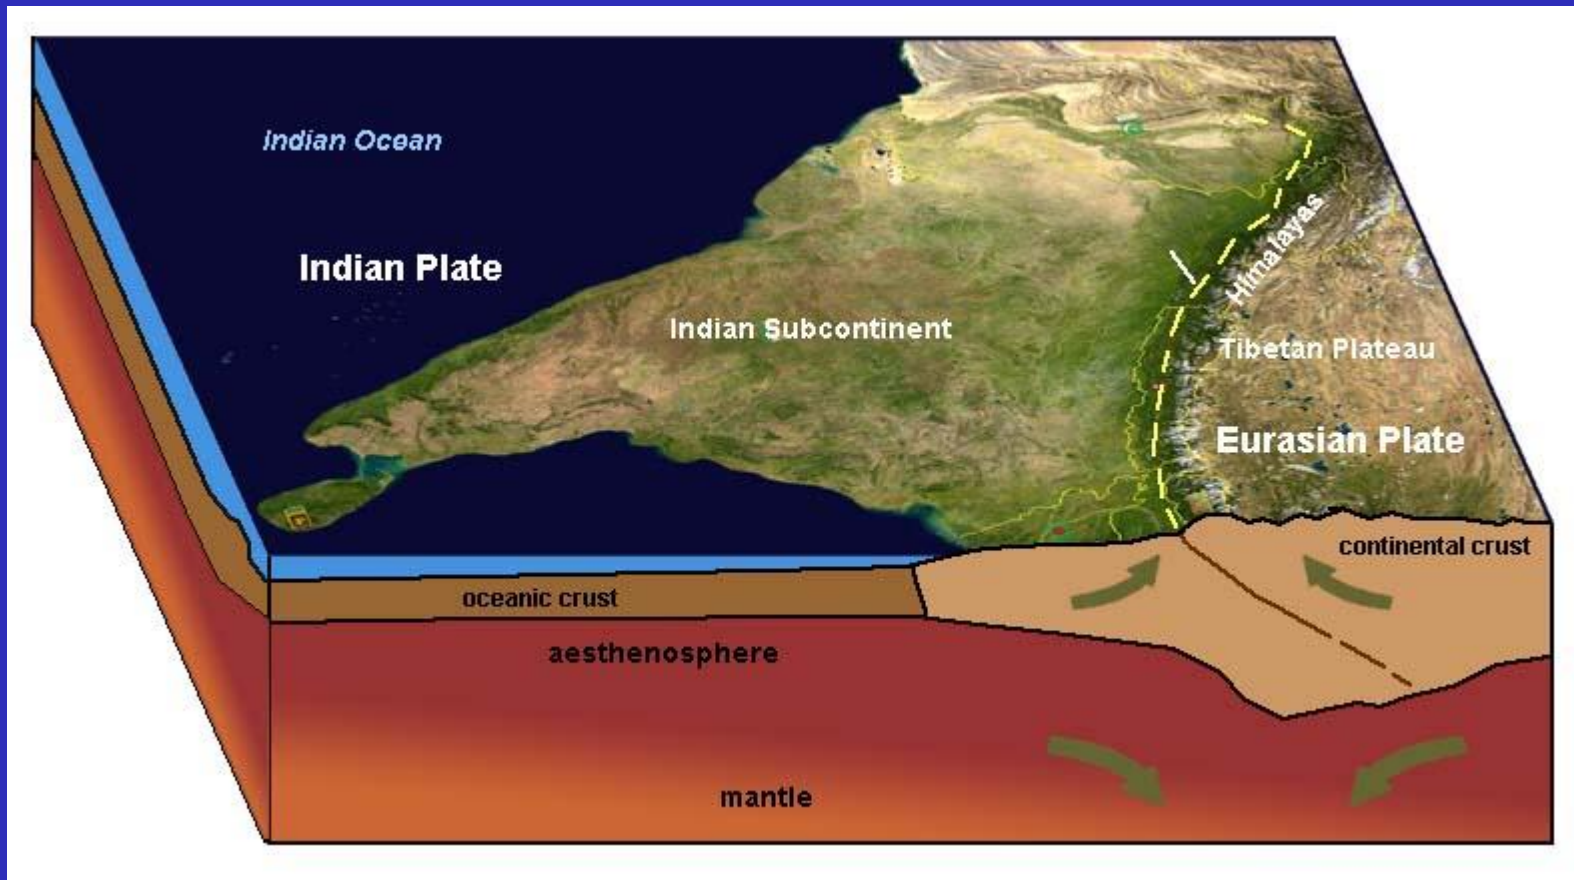 Indian Ocean
Indian Plate
Himalayas
Indian Subcontinent
Tibetan Plateau
Eurasian Plate
continental crust
oceanic crust
aesthenosphere
mantle